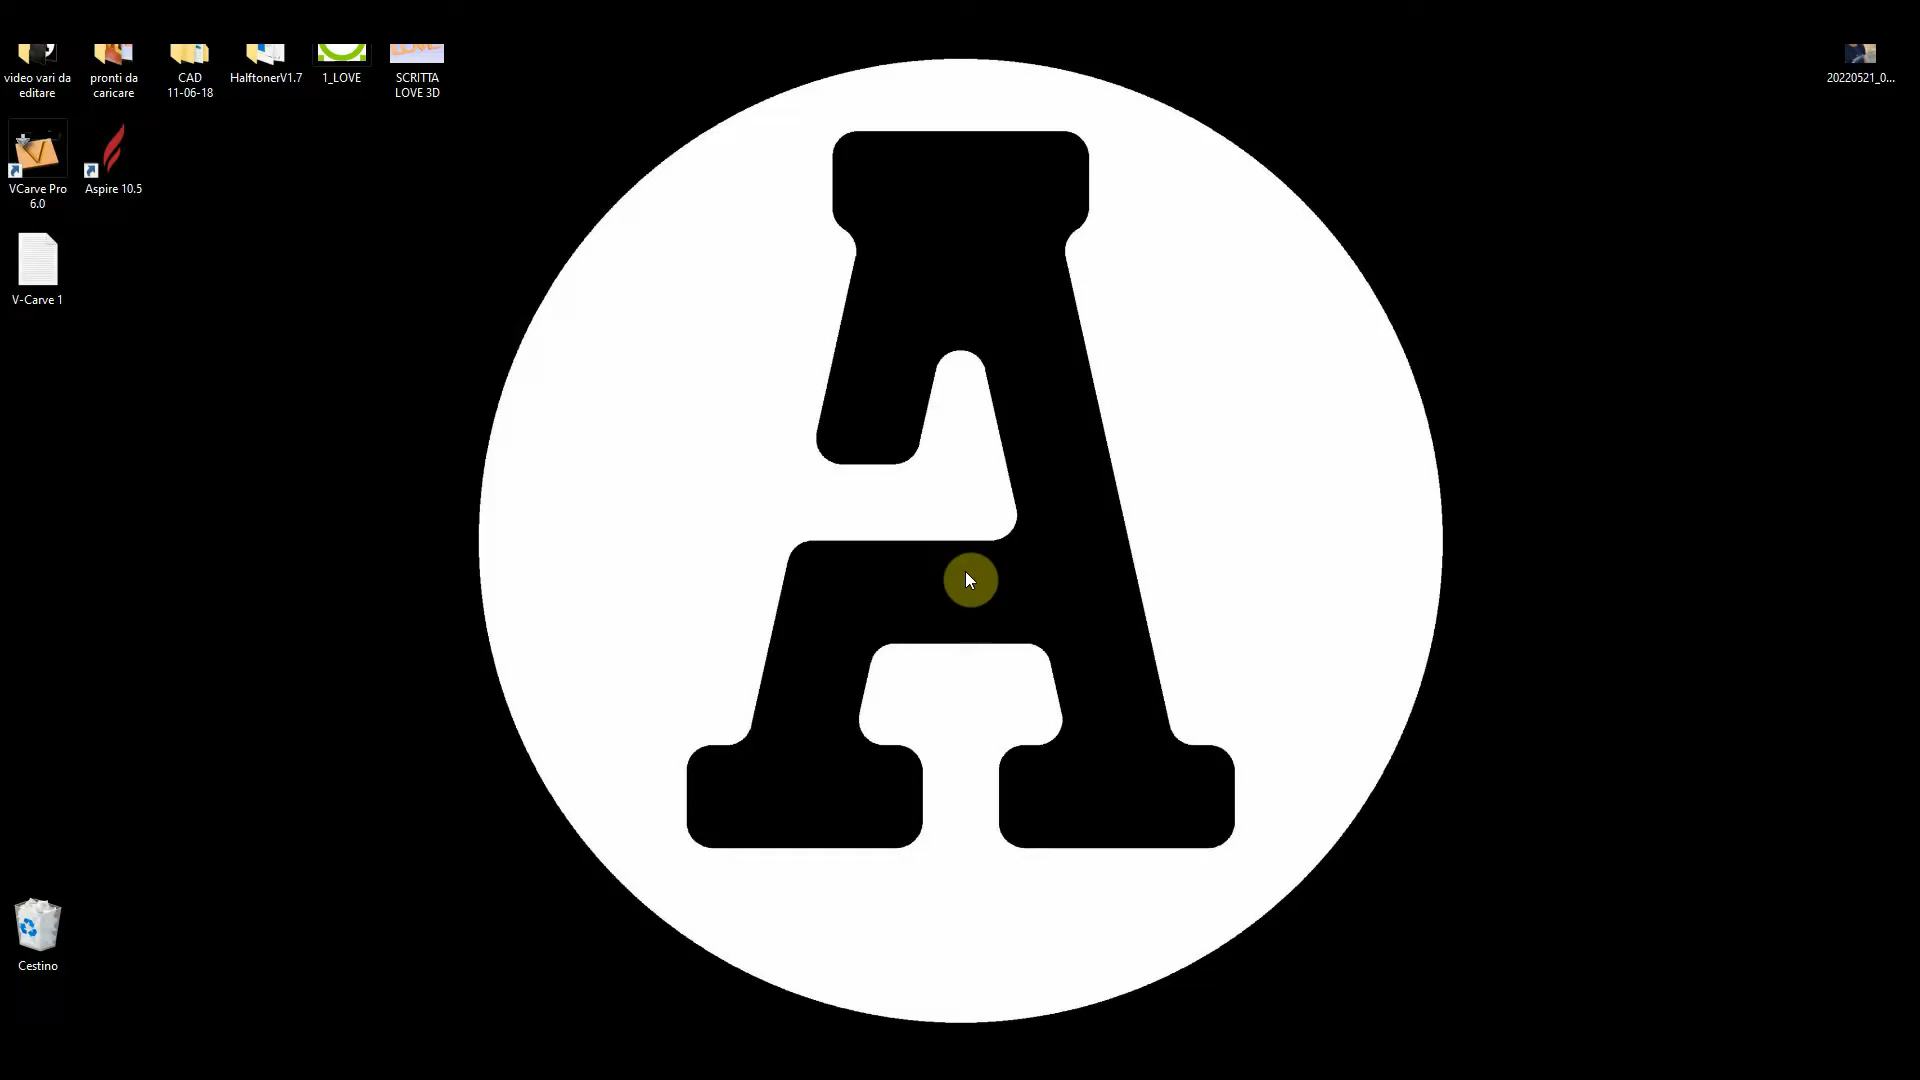 video vari da
editare
pronti da
caricare
CAD
11-06-18
HalftonerV1.7
1_LOVE
SCRITTA
LOVE 3D
20220521_0...
VCarve Pro
6.0
Aspire 10.5
V-Carve 1
A
Cestino